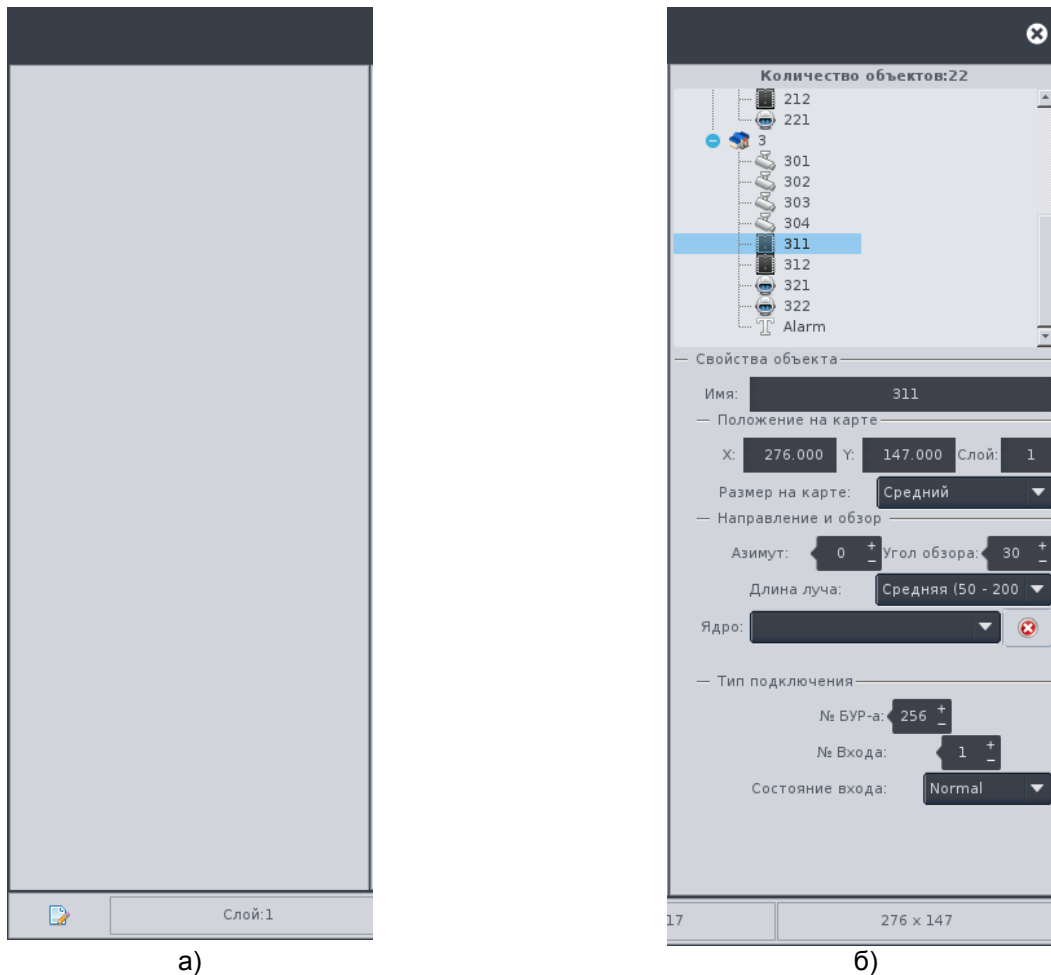 Количество объектов:22
212
221
3
301
302
303
304
311
312
321
322
Alarm
Свойства объекта
Имя: 311
Положение на карте
X: 276.000 Y: 147.000 Слой: 1
Размер на карте: Средний
Направление и обзор
Азимут: 0 + − Угол обзора: 30 + −
Длина луча: Средняя (50 - 200
Ядро:
Тип подключения
№ БУР-а: 256 + −
№ Входа: 1 + −
Состояние входа: Normal
Слой:1
17 276 x 147
а) б)